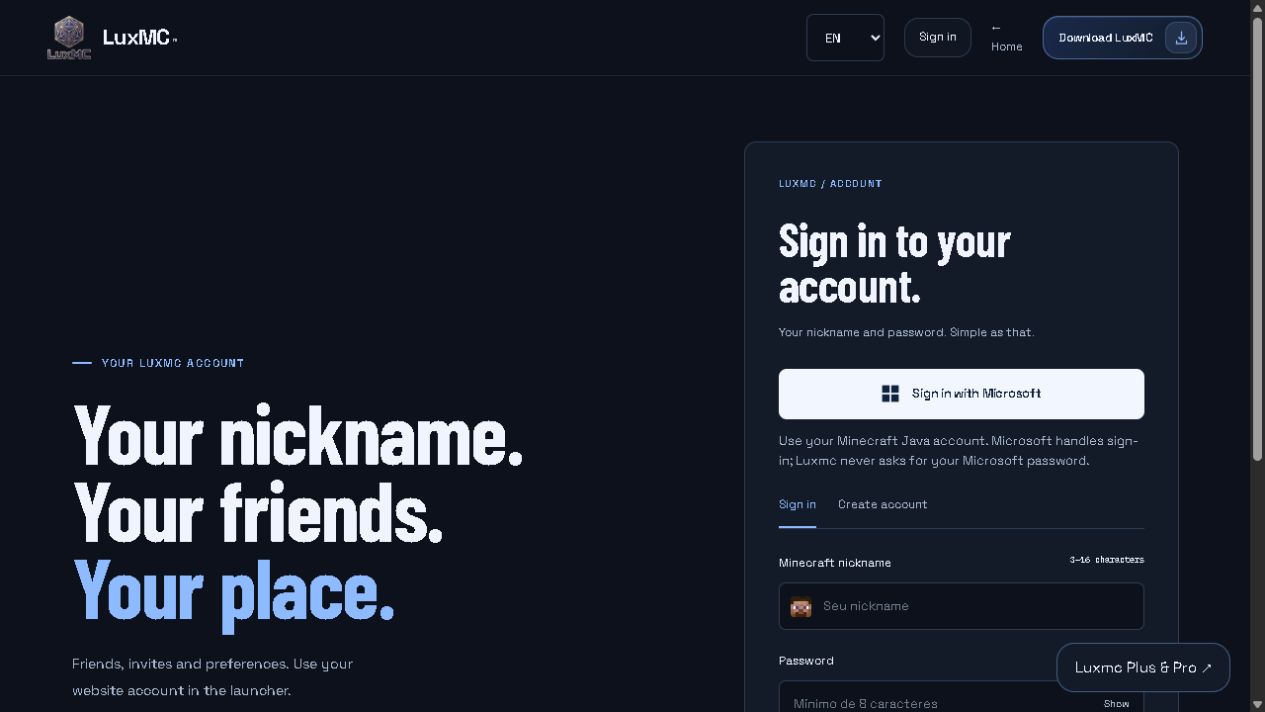 LuxMC
LuxMC
EN
Sign in
←
Home
Download LuxMC
YOUR LUXMC ACCOUNT
Your nickname.
Your friends.
Your place.
Friends, invites and preferences. Use your
website account in the launcher.
LUXMC / ACCOUNT
Sign in to your
account.
Your nickname and password. Simple as that.
Sign in with Microsoft
Use your Minecraft Java account. Microsoft handles sign-
in; Luxmc never asks for your Microsoft password.
Sign in Create account
Minecraft nickname 3–16 characters
Seu nickname
Password
Mínimo de 8 caracteres Show
Luxmc Plus & Pro ↗